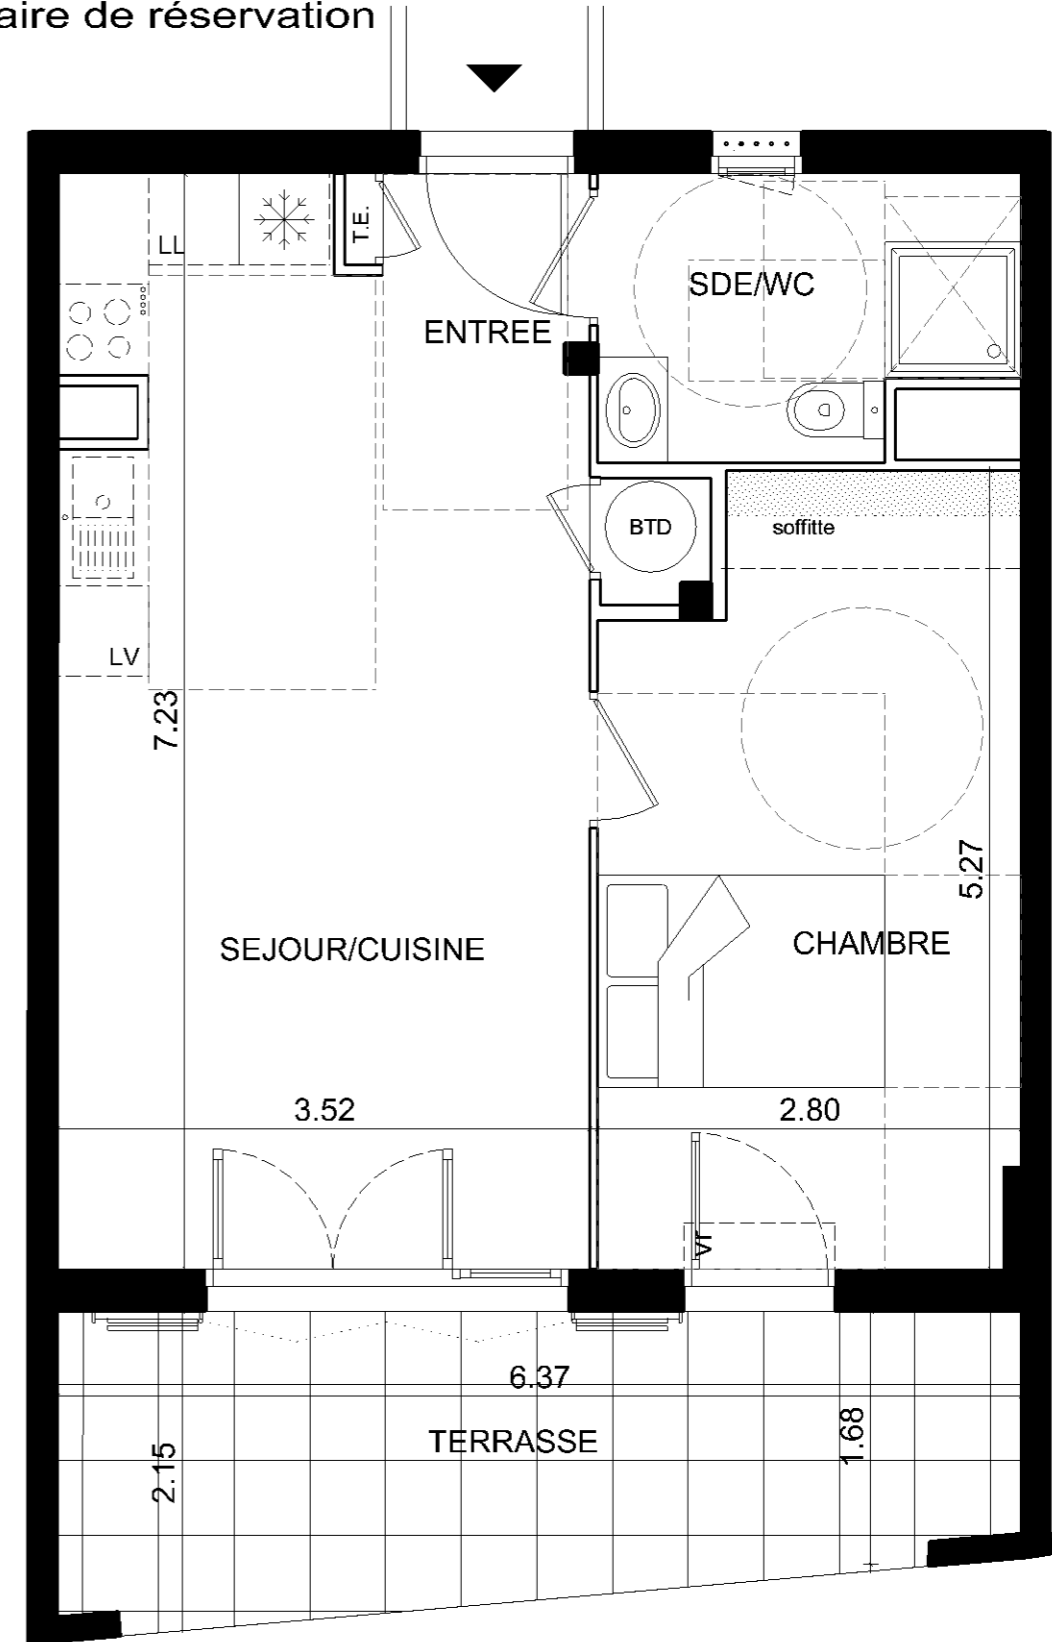 aire de réservation
T.E.
LL
SDE/WC
ENTREE
BTD
soffitte
LV
7.23
5.27
SEJOUR/CUISINE
CHAMBRE
3.52
2.80
vr
6.37
TERRASSE
1.68
2.15